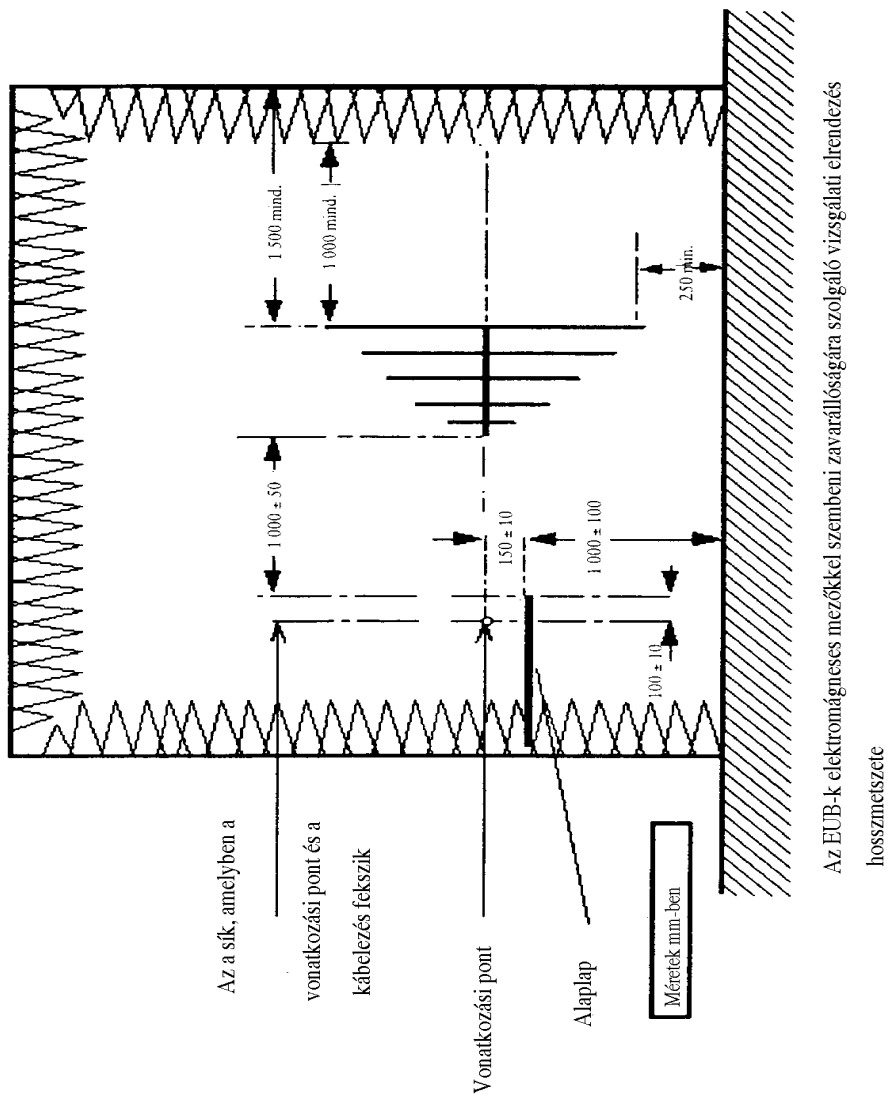 1 500 mind.
1 000 mind.
250 min.
1 000 ± 50
150 ± 10
1 000 ± 100
100 ± 10
Az a sík, amelyben a
vonatkozási pont és a
kábelezés fekszik
Vonatkozási pont
Alaplap
Méretek mm-ben
Az EUB-k elektromágneses mezőkkel szembeni zavarállóságára szolgáló vizsgálati elrendezés
hosszmetszete